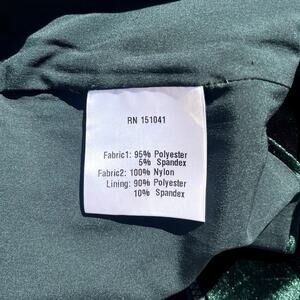 RN 151041
Fabric1: 95% Polyester
5% Spandex
Fabric2: 100% Nylon
Lining: 90% Polyester
10% Spandex